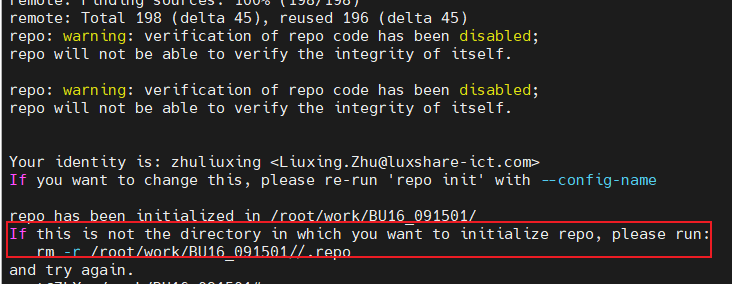 remote: Finding sources: 100% (198/198)
remote: Total 198 (delta 45), reused 196 (delta 45)
repo: warning: verification of repo code has been disabled;
repo will not be able to verify the integrity of itself.
repo: warning: verification of repo code has been disabled;
repo will not be able to verify the integrity of itself.
Your identity is: zhuliuxing <Liuxing.Zhu@luxshare-ict.com>
If you want to change this, please re-run 'repo init' with --config-name
repo has been initialized in /root/work/BU16_091501/
If this is not the directory in which you want to initialize repo, please run:
rm -r /root/work/BU16_091501//.repo
and try again.